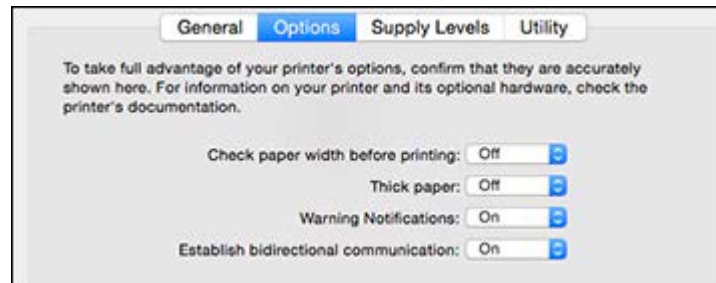 General Options Supply Levels Utility
To take full advantage of your printer's options, confirm that they are accurately
shown here. For information on your printer and its optional hardware, check the
printer's documentation.
Check paper width before printing: Off
Thick paper: Off
Warning Notifications: On
Establish bidirectional communication: On